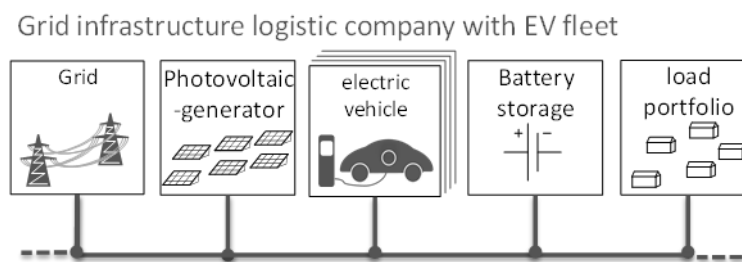 Grid infrastructure logistic company with EV fleet
Grid
Photovoltaic
-generator
electric
vehicle
Battery
storage
+ −
load
portfolio